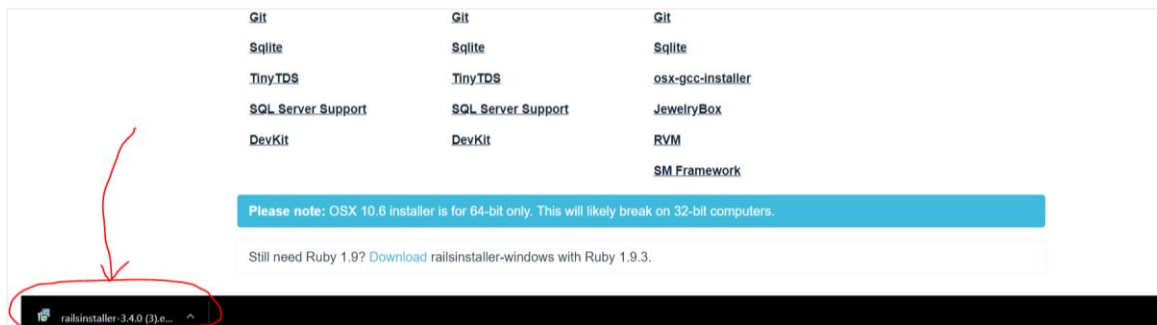 Git Git Git
Sqlite Sqlite Sqlite
TinyTDS TinyTDS osx-gcc-installer
SQL Server Support SQL Server Support JewelryBox
DevKit DevKit RVM
SM Framework
Please note: OSX 10.6 installer is for 64-bit only. This will likely break on 32-bit computers.
Still need Ruby 1.9? Download railsinstaller-windows with Ruby 1.9.3.
railsinstaller-3.4.0 (3).e...